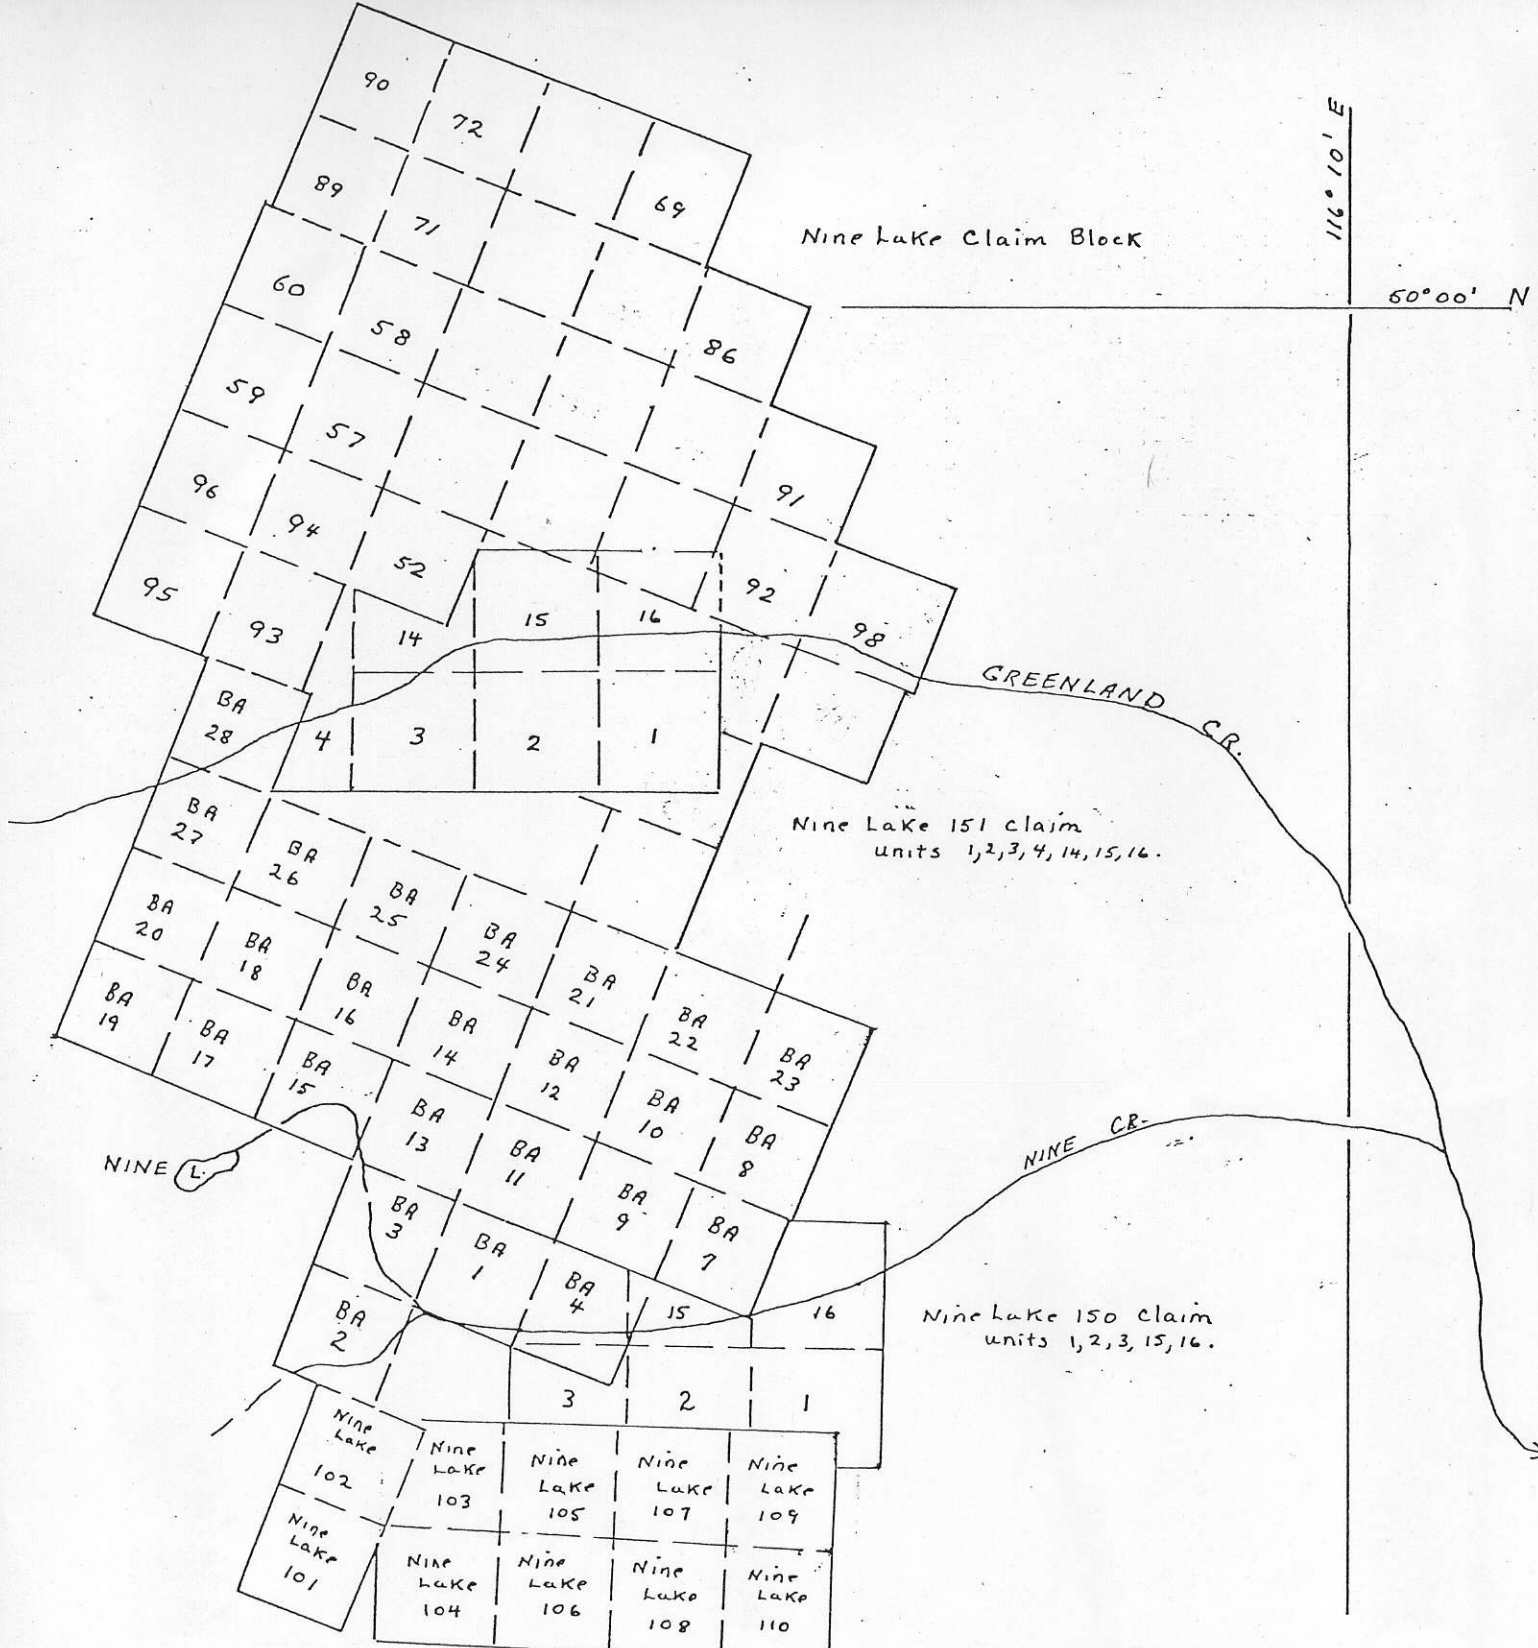 90
72
69
89
71
Nine Lake Claim Block
116° 10' E
50°00' N
60
58
86
59
57
91
96
94
52
92
98
95
93
14
15
16
GREENLAND CR.
BA
28
4
3
2
1
Nine Lake 151 Claim
units 1,2,3,4,14,15,16.
BA
27
BA
26
BA
25
BA
24
BA
21
BA
22
BA
23
BA
20
BA
18
BA
16
BA
14
BA
12
BA
10
BA
8
BA
19
BA
17
BA
15
BA
13
BA
11
BA
9
BA
7
NINE L.
NINE CR.
BA
3
BA
1
BA
4
15
16
BA
2
Nine Lake 150 Claim
units 1,2,3,15,16.
3
2
1
Nine
Lake
102
Nine
Lake
103
Nine
Lake
105
Nine
Lake
107
Nine
Lake
109
Nine
Lake
101
Nine
Lake
104
Nine
Lake
106
Nine
Lake
108
Nine
Lake
110